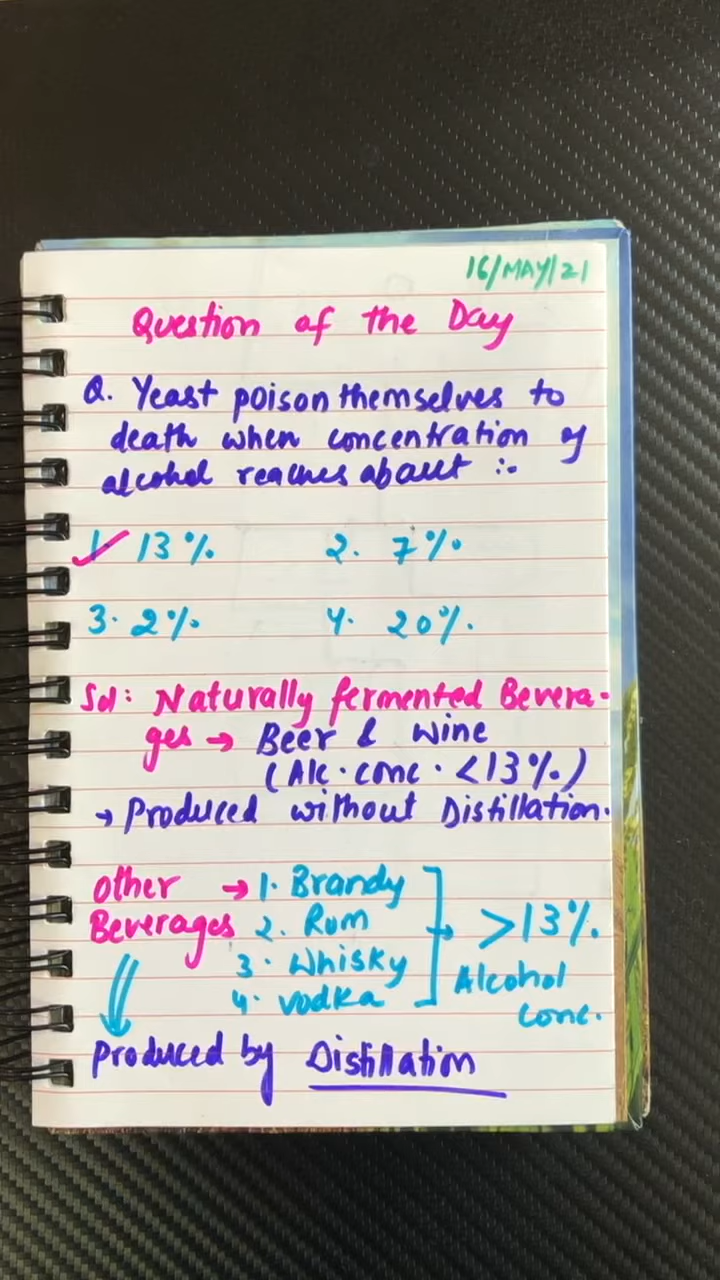 16/MAY/21
Question of the Day
Q. Yeast poison themselves to
death when concentration of
alcohol reaches about :-
1 13% 2. 7%
3. 2% 4. 20%.
Sol: Naturally fermented Bevera-
ges → Beer & wine
(Alc. conc. <13%)
→ Produced without Distillation.
Other → 1. Brandy
Beverages 2. Rum → >13%
3. Whisky Alcohol
4. vodka conc.
Produced by Distillation